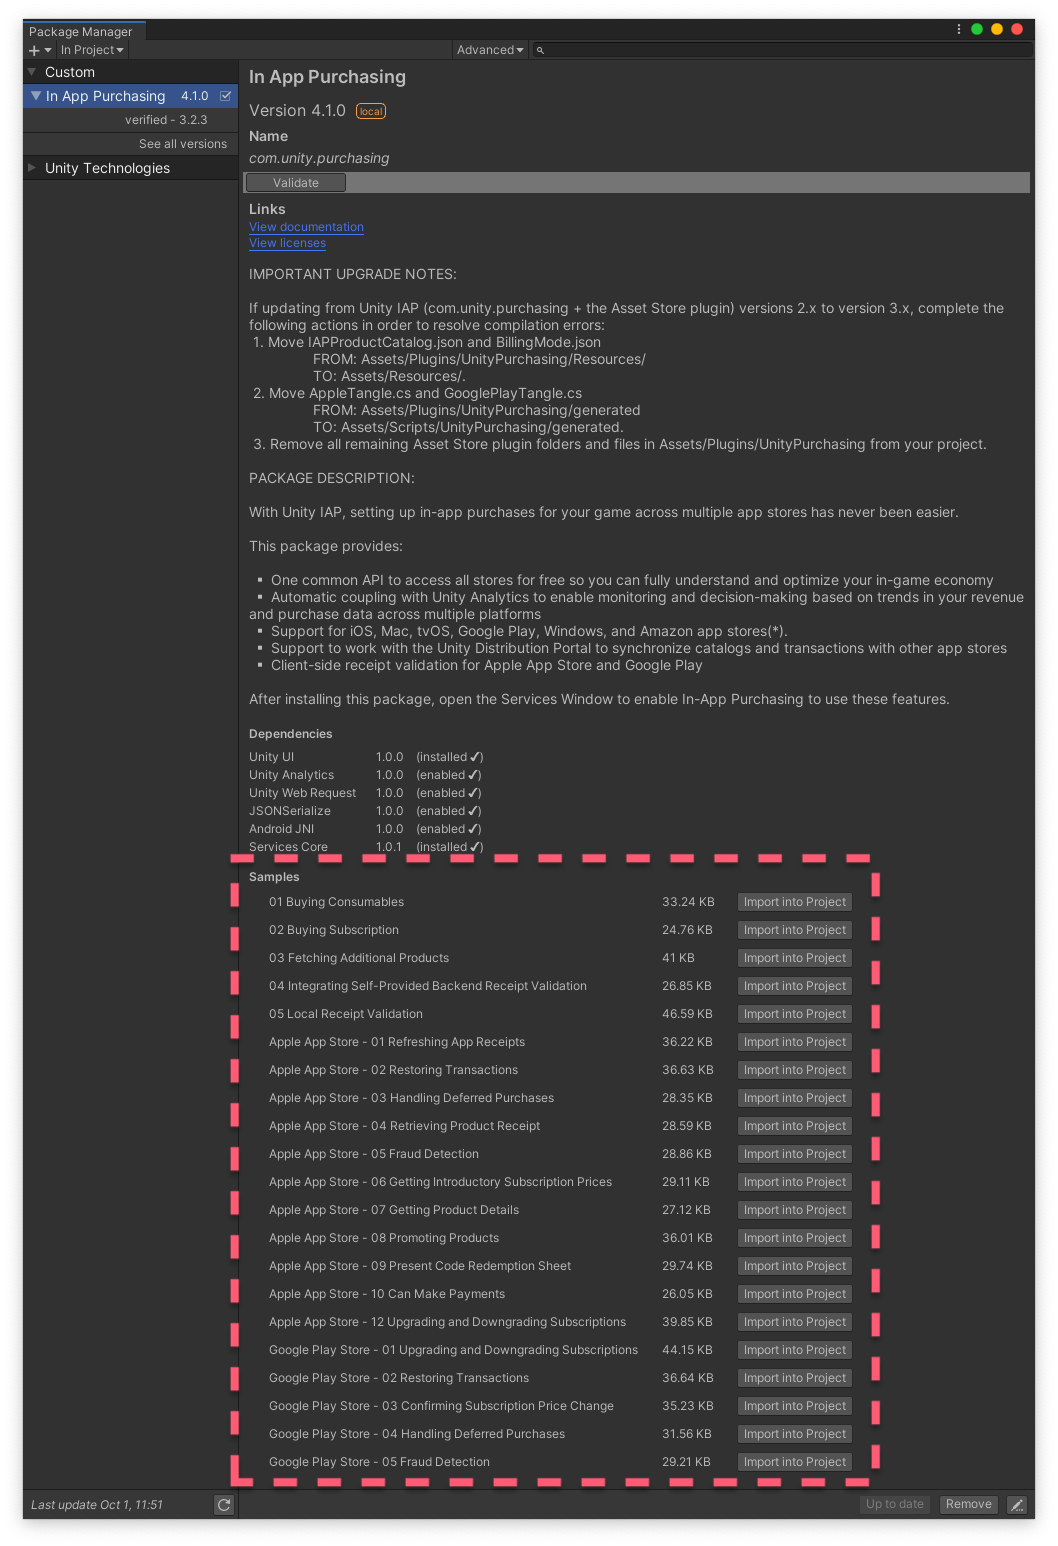 Package Manager
In Project
Advanced
Custom
In App Purchasing 4.1.0
verified - 3.2.3
See all versions
Unity Technologies
In App Purchasing
Version 4.1.0 local
Name
com.unity.purchasing
Validate
Links
View documentation
View licenses
IMPORTANT UPGRADE NOTES:
If updating from Unity IAP (com.unity.purchasing + the Asset Store plugin) versions 2.x to version 3.x, complete the
following actions in order to resolve compilation errors:
1. Move IAPProductCatalog.json and BillingMode.json
FROM: Assets/Plugins/UnityPurchasing/Resources/
TO: Assets/Resources/.
2. Move AppleTangle.cs and GooglePlayTangle.cs
FROM: Assets/Plugins/UnityPurchasing/generated
TO: Assets/Scripts/UnityPurchasing/generated.
3. Remove all remaining Asset Store plugin folders and files in Assets/Plugins/UnityPurchasing from your project.
PACKAGE DESCRIPTION:
With Unity IAP, setting up in-app purchases for your game across multiple app stores has never been easier.
This package provides:
▪ One common API to access all stores for free so you can fully understand and optimize your in-game economy
▪ Automatic coupling with Unity Analytics to enable monitoring and decision-making based on trends in your revenue
and purchase data across multiple platforms
▪ Support for iOS, Mac, tvOS, Google Play, Windows, and Amazon app stores(*).
▪ Support to work with the Unity Distribution Portal to synchronize catalogs and transactions with other app stores
▪ Client-side receipt validation for Apple App Store and Google Play
After installing this package, open the Services Window to enable In-App Purchasing to use these features.
Dependencies
Unity UI 1.0.0 (installed ✔)
Unity Analytics 1.0.0 (enabled ✔)
Unity Web Request 1.0.0 (enabled ✔)
JSONSerialize 1.0.0 (enabled ✔)
Android JNI 1.0.0 (enabled ✔)
Services Core 1.0.1 (installed ✔)
Samples
01 Buying Consumables 33.24 KB Import into Project
02 Buying Subscription 24.76 KB Import into Project
03 Fetching Additional Products 41 KB Import into Project
04 Integrating Self-Provided Backend Receipt Validation 26.85 KB Import into Project
05 Local Receipt Validation 46.59 KB Import into Project
Apple App Store - 01 Refreshing App Receipts 36.22 KB Import into Project
Apple App Store - 02 Restoring Transactions 36.63 KB Import into Project
Apple App Store - 03 Handling Deferred Purchases 28.35 KB Import into Project
Apple App Store - 04 Retrieving Product Receipt 28.59 KB Import into Project
Apple App Store - 05 Fraud Detection 28.86 KB Import into Project
Apple App Store - 06 Getting Introductory Subscription Prices 29.11 KB Import into Project
Apple App Store - 07 Getting Product Details 27.12 KB Import into Project
Apple App Store - 08 Promoting Products 36.01 KB Import into Project
Apple App Store - 09 Present Code Redemption Sheet 29.74 KB Import into Project
Apple App Store - 10 Can Make Payments 26.05 KB Import into Project
Apple App Store - 12 Upgrading and Downgrading Subscriptions 39.85 KB Import into Project
Google Play Store - 01 Upgrading and Downgrading Subscriptions 44.15 KB Import into Project
Google Play Store - 02 Restoring Transactions 36.64 KB Import into Project
Google Play Store - 03 Confirming Subscription Price Change 35.23 KB Import into Project
Google Play Store - 04 Handling Deferred Purchases 31.56 KB Import into Project
Google Play Store - 05 Fraud Detection 29.21 KB Import into Project
Last update Oct 1, 11:51
Up to date
Remove